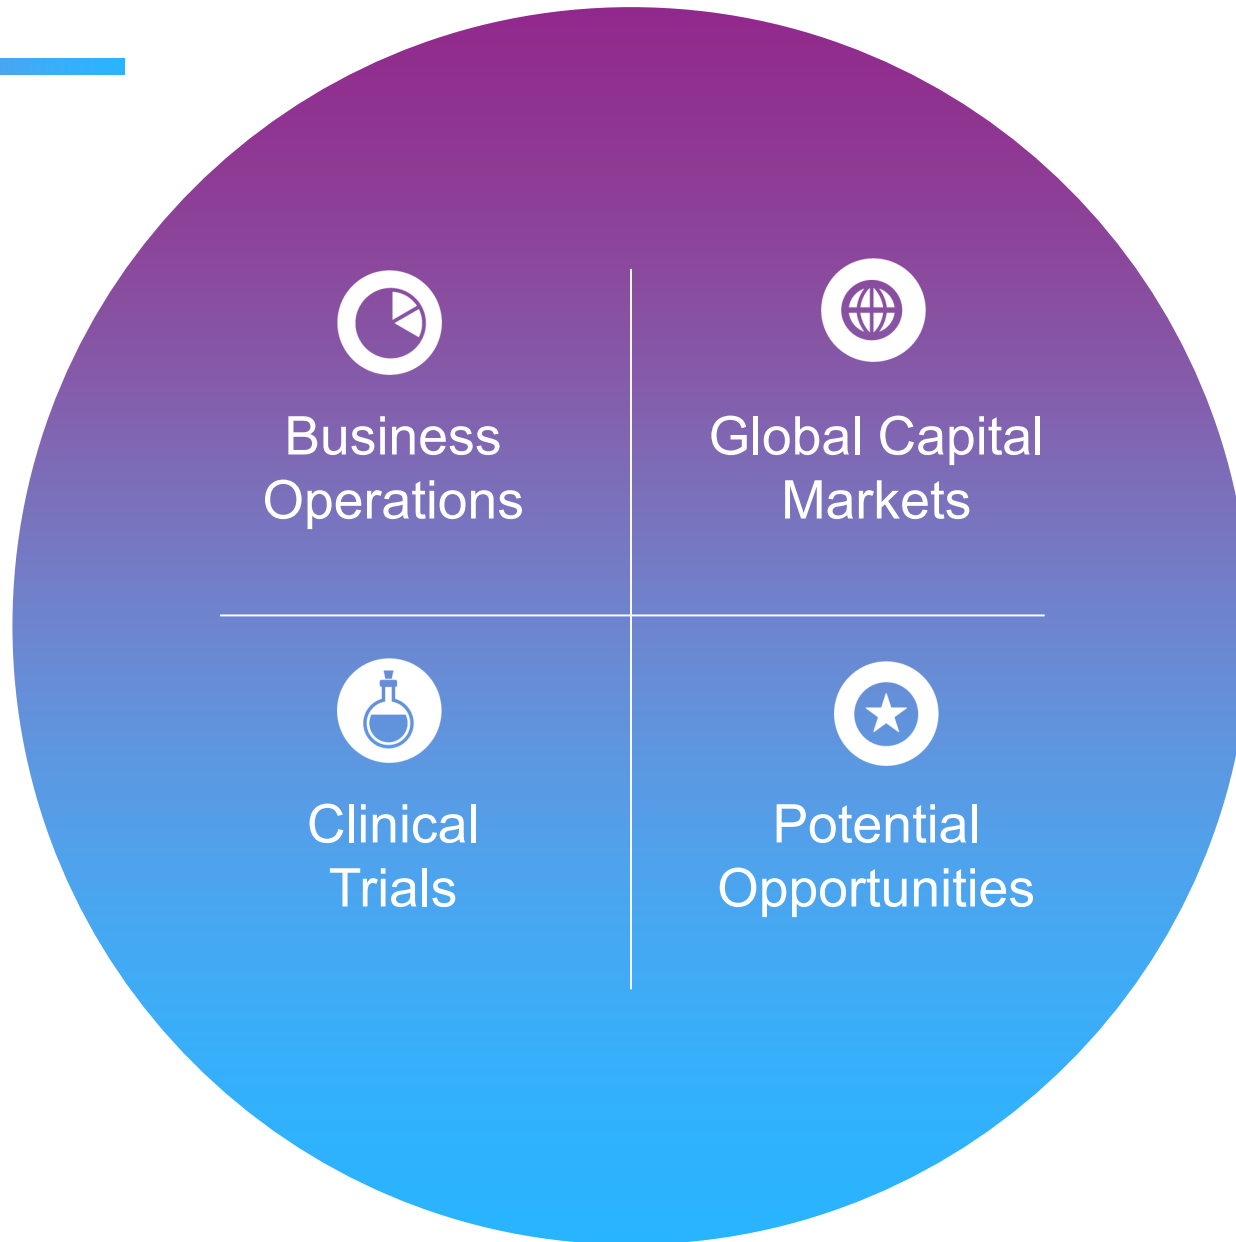 Business
Operations
Global Capital
Markets
Clinical
Trials
Potential
Opportunities